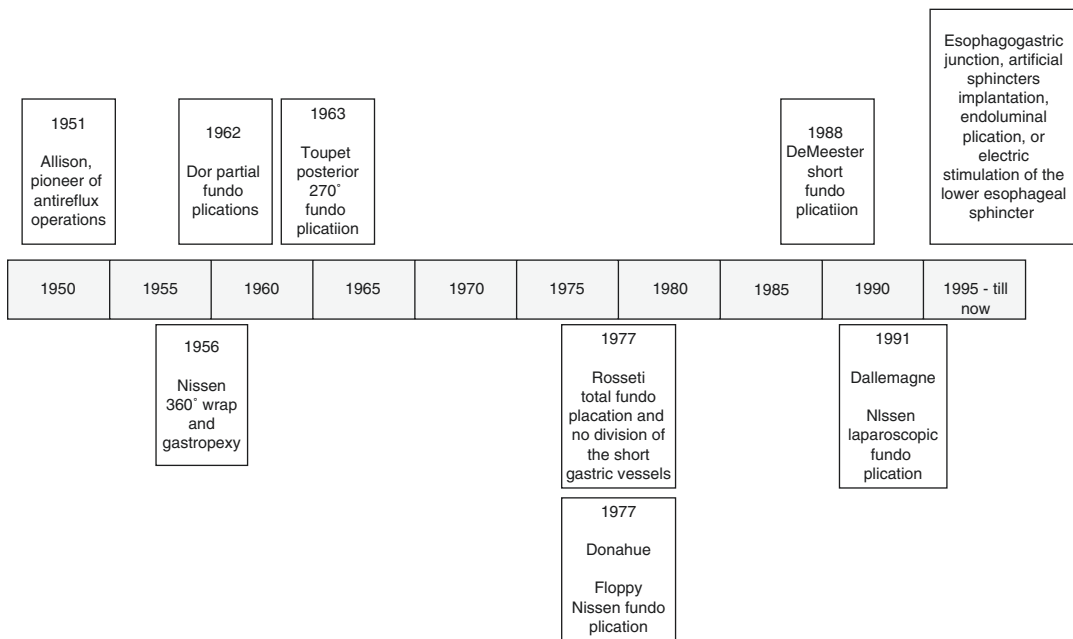 1951
Allison,
pioneer of
antireflux
operations
1962
Dor partial
fundo
plications
1963
Toupet
posterior
270°
fundo
plicatiion
1988
DeMeester
short
fundo
plicatiion
Esophagogastric
junction, artificial
sphincters
implantation,
endoluminal
plication, or
electric
stimulation of the
lower esophageal
sphincter
1950
1955
1960
1965
1970
1975
1980
1985
1990
1995 - till
now
1956
Nissen
360° wrap
and
gastropexy
1977
Rosseti
total fundo
placation and
no division of
the short
gastric vessels
1991
Dallemagne
NIssen
laparoscopic
fundo
plication
1977
Donahue
Floppy
Nissen fundo
plication